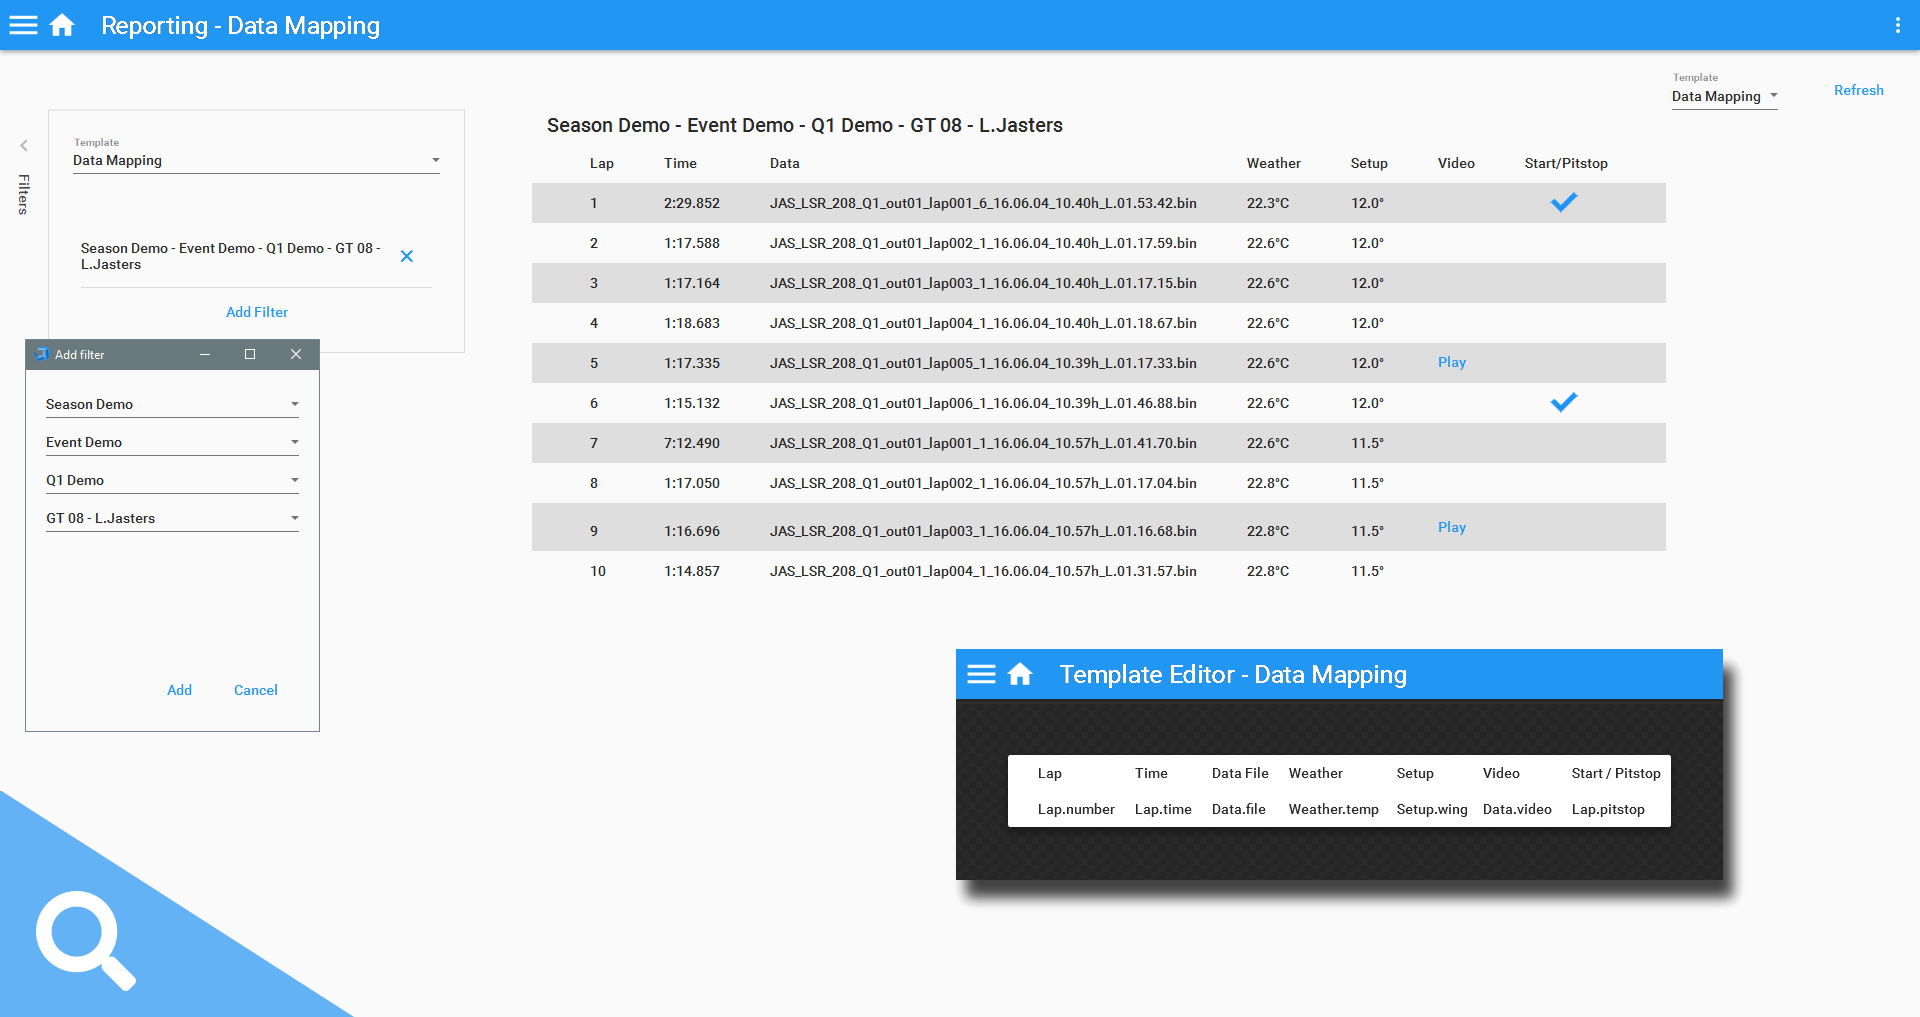 Reporting - Data Mapping
Template
Data Mapping
Refresh
Filters
Template
Data Mapping
Season Demo - Event Demo - Q1 Demo - GT 08 -
L.Jasters
Add Filter
Add filter
Season Demo
Event Demo
Q1 Demo
GT 08 - L.Jasters
Add Cancel
Season Demo - Event Demo - Q1 Demo - GT 08 - L.Jasters
Lap Time Data Weather Setup Video Start/Pitstop
1 2:29.852 JAS_LSR_208_Q1_out01_lap001_6_16.06.04_10.40h_L.01.53.42.bin 22.3°C 12.0°
2 1:17.588 JAS_LSR_208_Q1_out01_lap002_1_16.06.04_10.40h_L.01.17.59.bin 22.6°C 12.0°
3 1:17.164 JAS_LSR_208_Q1_out01_lap003_1_16.06.04_10.40h_L.01.17.15.bin 22.6°C 12.0°
4 1:18.683 JAS_LSR_208_Q1_out01_lap004_1_16.06.04_10.40h_L.01.18.67.bin 22.6°C 12.0°
5 1:17.335 JAS_LSR_208_Q1_out01_lap005_1_16.06.04_10.39h_L.01.17.33.bin 22.6°C 12.0° Play
6 1:15.132 JAS_LSR_208_Q1_out01_lap006_1_16.06.04_10.39h_L.01.46.88.bin 22.6°C 12.0°
7 7:12.490 JAS_LSR_208_Q1_out01_lap001_1_16.06.04_10.57h_L.01.41.70.bin 22.6°C 11.5°
8 1:17.050 JAS_LSR_208_Q1_out01_lap002_1_16.06.04_10.57h_L.01.17.04.bin 22.8°C 11.5°
9 1:16.696 JAS_LSR_208_Q1_out01_lap003_1_16.06.04_10.57h_L.01.16.68.bin 22.8°C 11.5° Play
10 1:14.857 JAS_LSR_208_Q1_out01_lap004_1_16.06.04_10.57h_L.01.31.57.bin 22.8°C 11.5°
Template Editor - Data Mapping
Lap Time Data File Weather Setup Video Start / Pitstop
Lap.number Lap.time Data.file Weather.temp Setup.wing Data.video Lap.pitstop